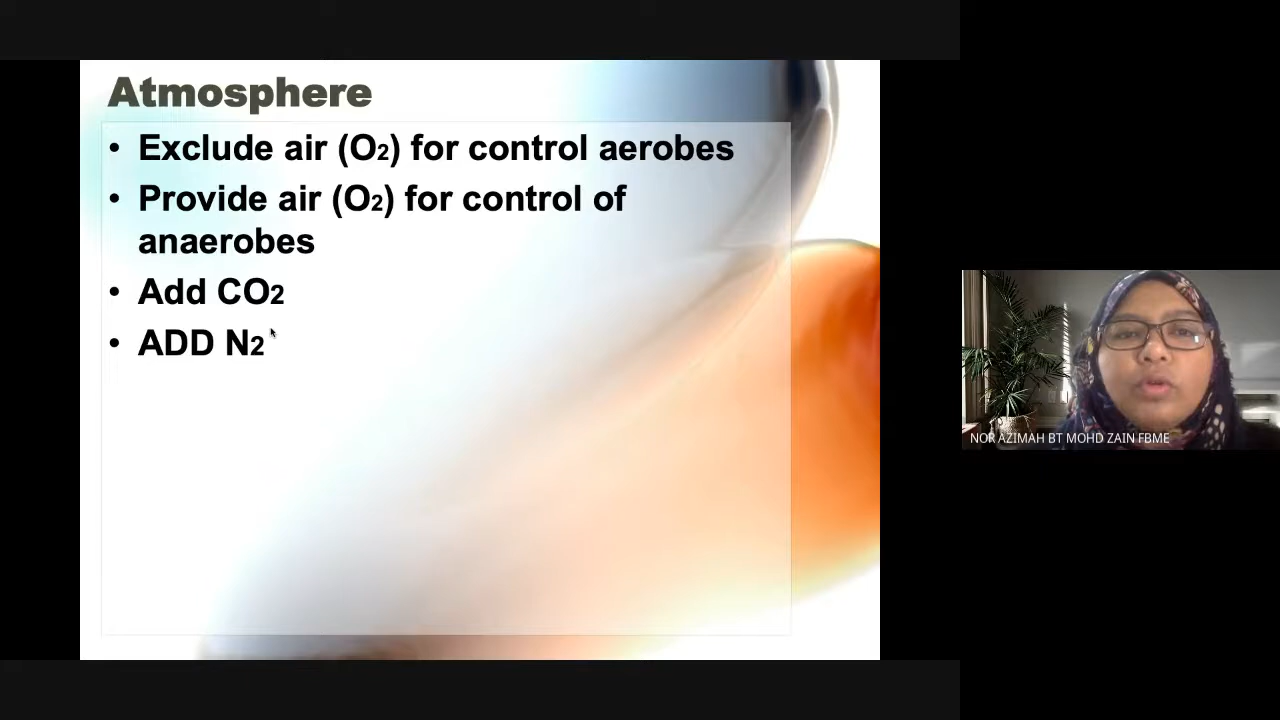 Atmosphere
• Exclude air (O2) for control aerobes
• Provide air (O2) for control of
anaerobes
• Add CO2
• ADD N2
NOR AZIMAH BT MOHD ZAIN FBME